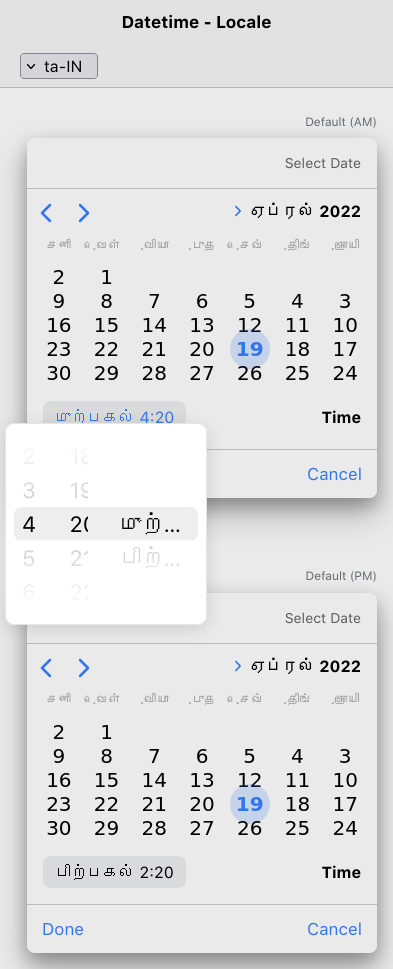 Datetime - Locale
ta-IN
Default (AM)
Select Date
ஏப்ரல் 2022
சனி வெள். வியா. புத. செவ். திங். ஞாயி.
2 1
9 8 7 6 5 4 3
16 15 14 13 12 11 10
23 22 21 20 19 18 17
30 29 28 27 26 25 24
முற்பகல் 4:20 Time
Cancel
2 18
3 19
4 20 முற்...
5 21 பிற்...
6 22
Default (PM)
Select Date
ஏப்ரல் 2022
சனி வெள். வியா. புத. செவ். திங். ஞாயி.
2 1
9 8 7 6 5 4 3
16 15 14 13 12 11 10
23 22 21 20 19 18 17
30 29 28 27 26 25 24
பிற்பகல் 2:20 Time
Done Cancel